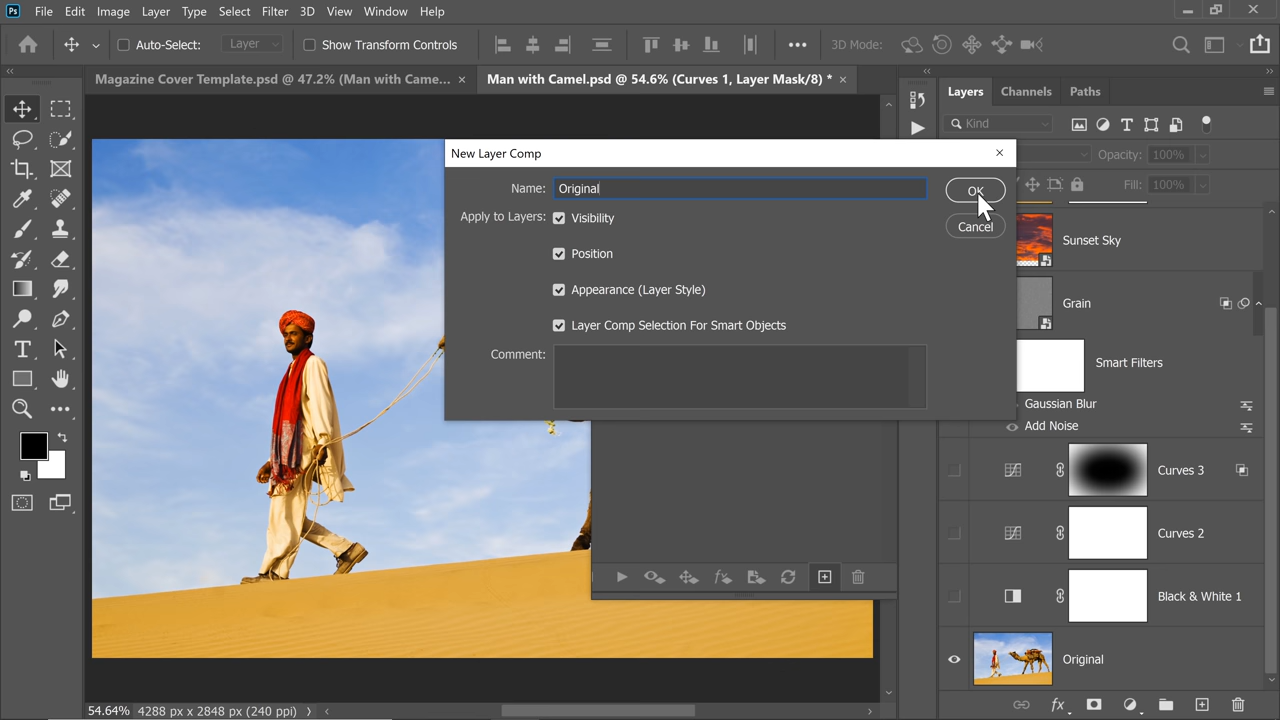 Ps File Edit Image Layer Type Select Filter 3D View Window Help
Auto-Select: Layer Show Transform Controls 3D Mode:
Magazine Cover Template.psd @ 47.2% (Man with Came... × Man with Camel.psd @ 54.6% (Curves 1, Layer Mask/8) * ×
Layers Channels Paths
Kind
Opacity: 100%
Fill: 100%
New Layer Comp
Name: Original
OK
Apply to Layers: Visibility
Cancel
Position
Appearance (Layer Style)
Layer Comp Selection For Smart Objects
Comment:
Sunset Sky
Grain
Smart Filters
Gaussian Blur
Add Noise
Curves 3
Curves 2
Black & White 1
Original
T
fx
54.64% 4288 px x 2848 px (240 ppi)
fx